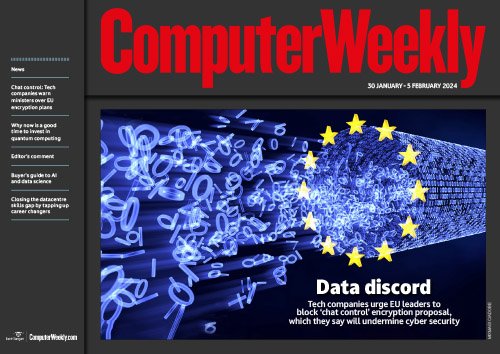 News
Chat control: Tech
companies warn
ministers over EU
encryption plans
Why now is a good
time to invest in
quantum computing
Editor's comment
Buyer's guide to AI
and data science
Closing the datacentre
skills gap by tapping up
career changers
ComputerWeekly.com
ComputerWeekly
30 JANUARY - 5 FEBRUARY 2024
Data discord
Tech companies urge EU leaders to
block 'chat control' encryption proposal,
which they say will undermine cyber security